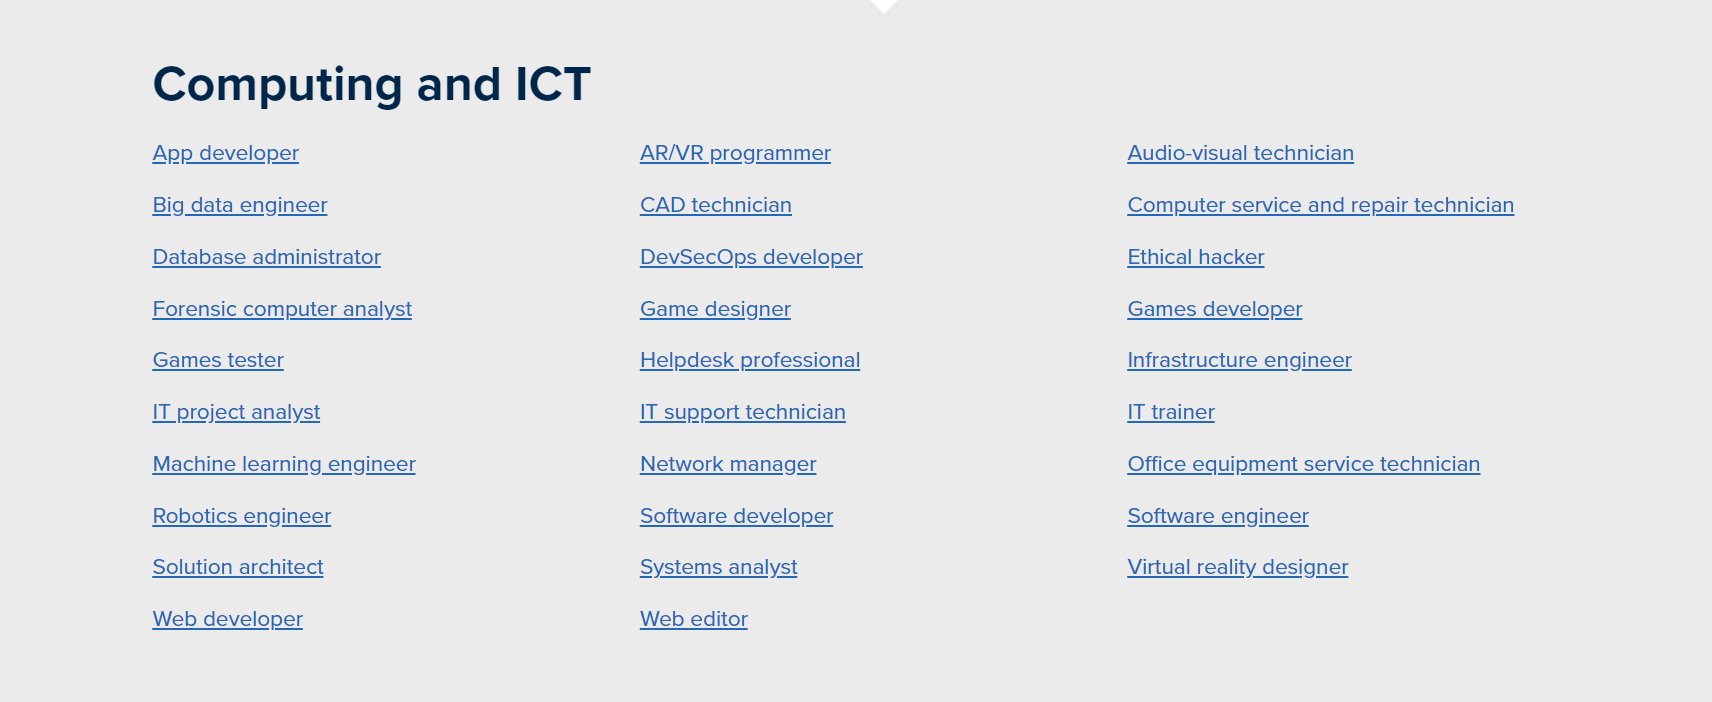 Computing and ICT
App developer
AR/VR programmer
Audio-visual technician
Big data engineer
CAD technician
Computer service and repair technician
Database administrator
DevSecOps developer
Ethical hacker
Forensic computer analyst
Game designer
Games developer
Games tester
Helpdesk professional
Infrastructure engineer
IT project analyst
IT support technician
IT trainer
Machine learning engineer
Network manager
Office equipment service technician
Robotics engineer
Software developer
Software engineer
Solution architect
Systems analyst
Virtual reality designer
Web developer
Web editor